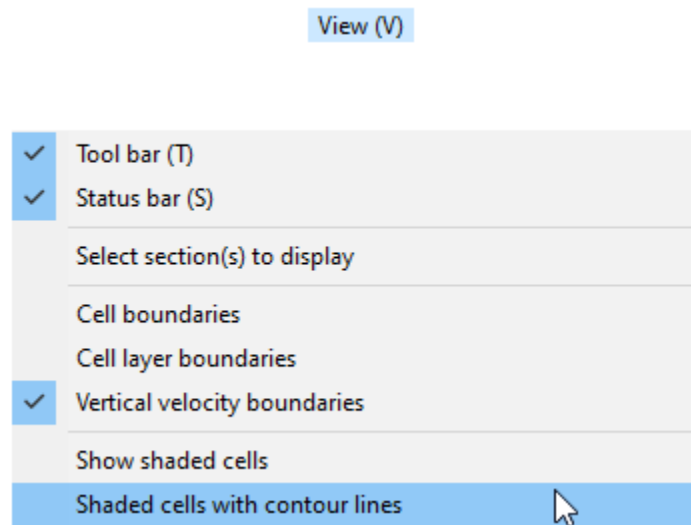 View (V)
Tool bar (T)
Status bar (S)
Select section(s) to display
Cell boundaries
Cell layer boundaries
Vertical velocity boundaries
Show shaded cells
Shaded cells with contour lines